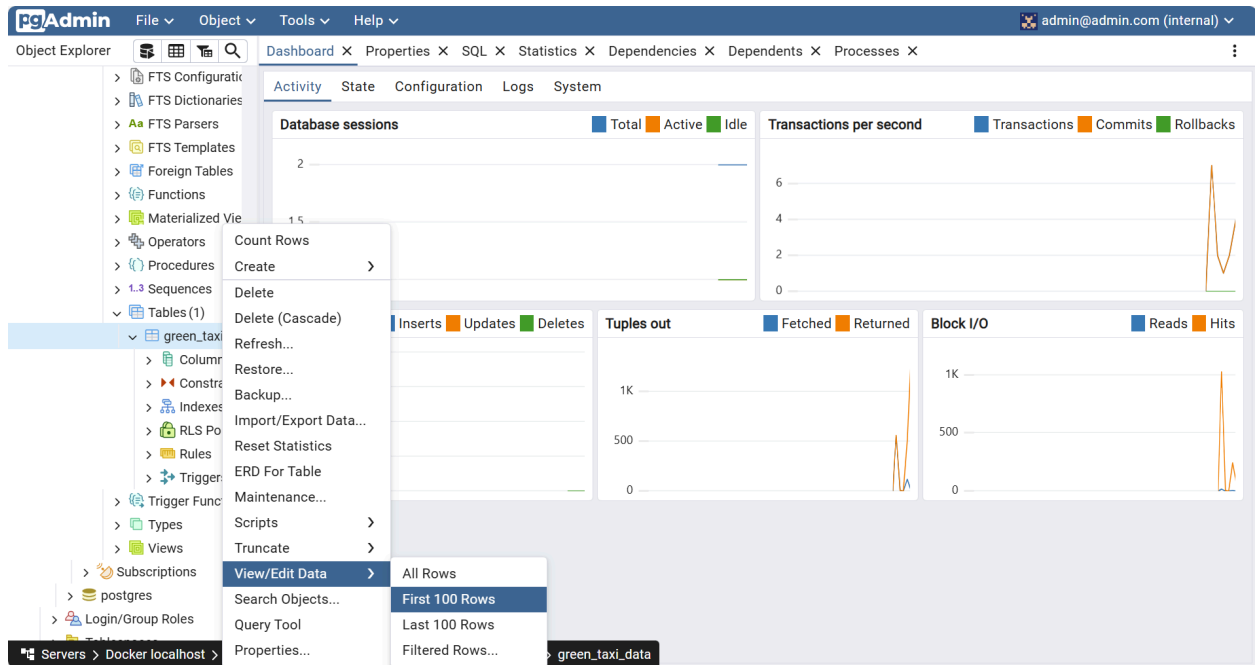 pgAdmin File Object Tools Help admin@admin.com (internal)
Object Explorer Dashboard Properties SQL Statistics Dependencies Dependents Processes
FTS Configuratic
FTS Dictionaries
Aa FTS Parsers
FTS Templates
Foreign Tables
Functions
Materialized Vie
Operators
Procedures
1..3 Sequences
Tables (1)
green_taxi
Colum
Constra
Indexes
RLS Po
Rules
Trigger
Trigger Func
Types
Views
Subscriptions
postgres
Login/Group Roles
Activity State Configuration Logs System
Database sessions Total Active Idle
2
1.5
Transactions per second Transactions Commits Rollbacks
6
4
2
0
Inserts Updates Deletes
Tuples out Fetched Returned
1K
500
0
Block I/O Reads Hits
1K
500
0
Count Rows
Create
Delete
Delete (Cascade)
Refresh...
Restore...
Backup...
Import/Export Data...
Reset Statistics
ERD For Table
Maintenance...
Scripts
Truncate
View/Edit Data
Search Objects...
Query Tool
Properties...
All Rows
First 100 Rows
Last 100 Rows
Filtered Rows...
Servers > Docker localhost > > green_taxi_data